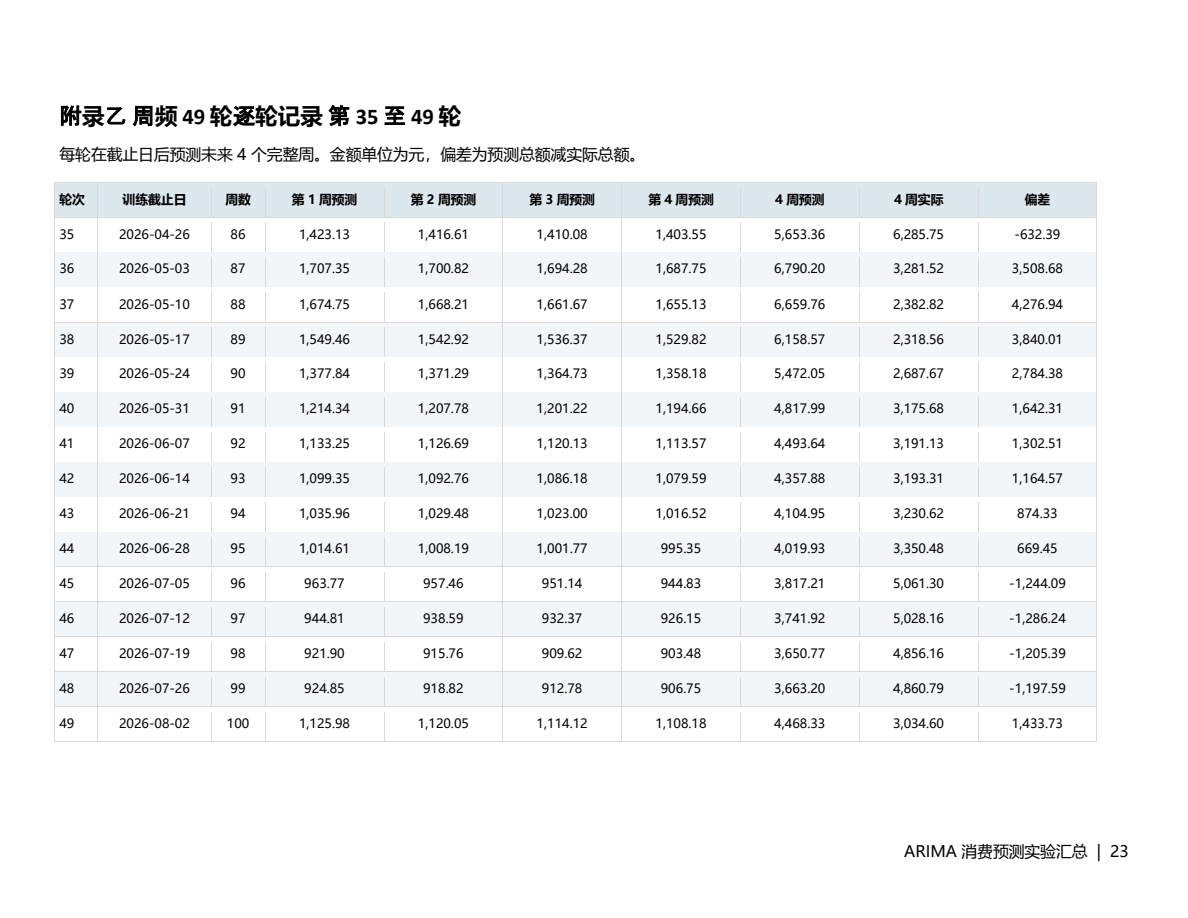 附录乙 周频 49 轮逐轮记录 第 35 至 49 轮
每轮在截止日后预测未来 4 个完整周。金额单位为元，偏差为预测总额减实际总额。
轮次 训练截止日 周数 第 1 周预测 第 2 周预测 第 3 周预测 第 4 周预测 4 周预测 4 周实际 偏差
35 2026-04-26 86 1,423.13 1,416.61 1,410.08 1,403.55 5,653.36 6,285.75 -632.39
36 2026-05-03 87 1,707.35 1,700.82 1,694.28 1,687.75 6,790.20 3,281.52 3,508.68
37 2026-05-10 88 1,674.75 1,668.21 1,661.67 1,655.13 6,659.76 2,382.82 4,276.94
38 2026-05-17 89 1,549.46 1,542.92 1,536.37 1,529.82 6,158.57 2,318.56 3,840.01
39 2026-05-24 90 1,377.84 1,371.29 1,364.73 1,358.18 5,472.05 2,687.67 2,784.38
40 2026-05-31 91 1,214.34 1,207.78 1,201.22 1,194.66 4,817.99 3,175.68 1,642.31
41 2026-06-07 92 1,133.25 1,126.69 1,120.13 1,113.57 4,493.64 3,191.13 1,302.51
42 2026-06-14 93 1,099.35 1,092.76 1,086.18 1,079.59 4,357.88 3,193.31 1,164.57
43 2026-06-21 94 1,035.96 1,029.48 1,023.00 1,016.52 4,104.95 3,230.62 874.33
44 2026-06-28 95 1,014.61 1,008.19 1,001.77 995.35 4,019.93 3,350.48 669.45
45 2026-07-05 96 963.77 957.46 951.14 944.83 3,817.21 5,061.30 -1,244.09
46 2026-07-12 97 944.81 938.59 932.37 926.15 3,741.92 5,028.16 -1,286.24
47 2026-07-19 98 921.90 915.76 909.62 903.48 3,650.77 4,856.16 -1,205.39
48 2026-07-26 99 924.85 918.82 912.78 906.75 3,663.20 4,860.79 -1,197.59
49 2026-08-02 100 1,125.98 1,120.05 1,114.12 1,108.18 4,468.33 3,034.60 1,433.73
ARIMA 消费预测实验汇总 | 23